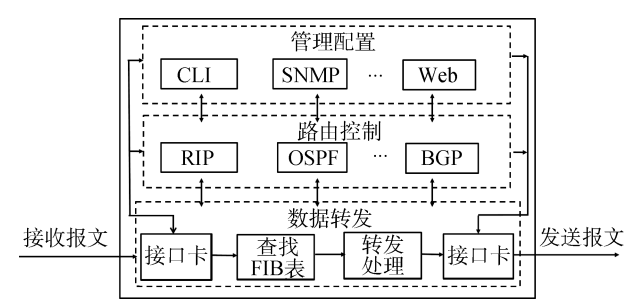 管理配置
CLI SNMP … Web
路由控制
RIP OSPF … BGP
数据转发
接收报文 接口卡 查找 FIB表 转发 处理 接口卡 发送报文